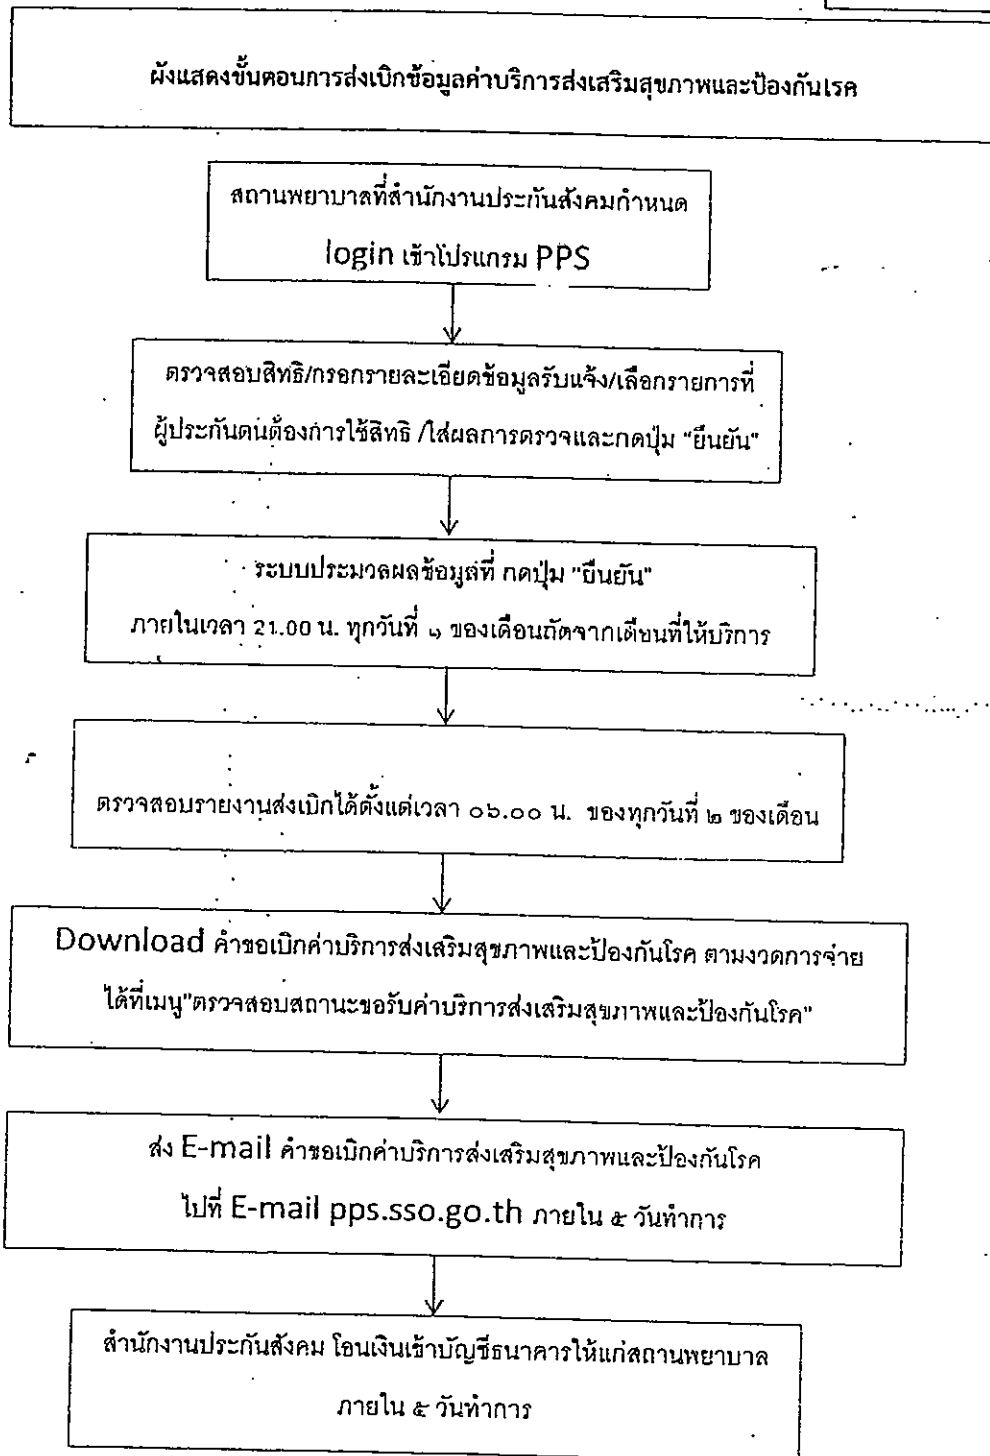 ผังแสดงขั้นตอนการส่งเบิกข้อมูลค่าบริการส่งเสริมสุขภาพและป้องกันโรค
สถานพยาบาลที่สำนักงานประกันสังคมกำหนด
login เข้าโปรแกรม PPS
ตรวจสอบสิทธิ/กรอกรายละเอียดข้อมูลรับแจ้ง/เลือกรายการที่
ผู้ประกันตนต้องการใช้สิทธิ /ใส่ผลการตรวจและกดปุ่ม "ยืนยัน"
ระบบประมวลผลข้อมูลที่ กดปุ่ม "ยืนยัน"
ภายในเวลา 21.00 น. ทุกวันที่ ๑ ของเดือนถัดจากเดือนที่ให้บริการ
ตรวจสอบรายงานส่งเบิกได้ตั้งแต่เวลา ๐๖.๐๐ น. ของทุกวันที่ ๒ ของเดือน
Download คำขอเบิกค่าบริการส่งเสริมสุขภาพและป้องกันโรค ตามงวดการจ่าย
ได้ที่เมนู"ตรวจสอบสถานะขอรับค่าบริการส่งเสริมสุขภาพและป้องกันโรค"
ส่ง E-mail คำขอเบิกค่าบริการส่งเสริมสุขภาพและป้องกันโรค
ไปที่ E-mail pps.sso.go.th ภายใน ๕ วันทำการ
สำนักงานประกันสังคม โอนเงินเข้าบัญชีธนาคารให้แก่สถานพยาบาล
ภายใน ๕ วันทำการ